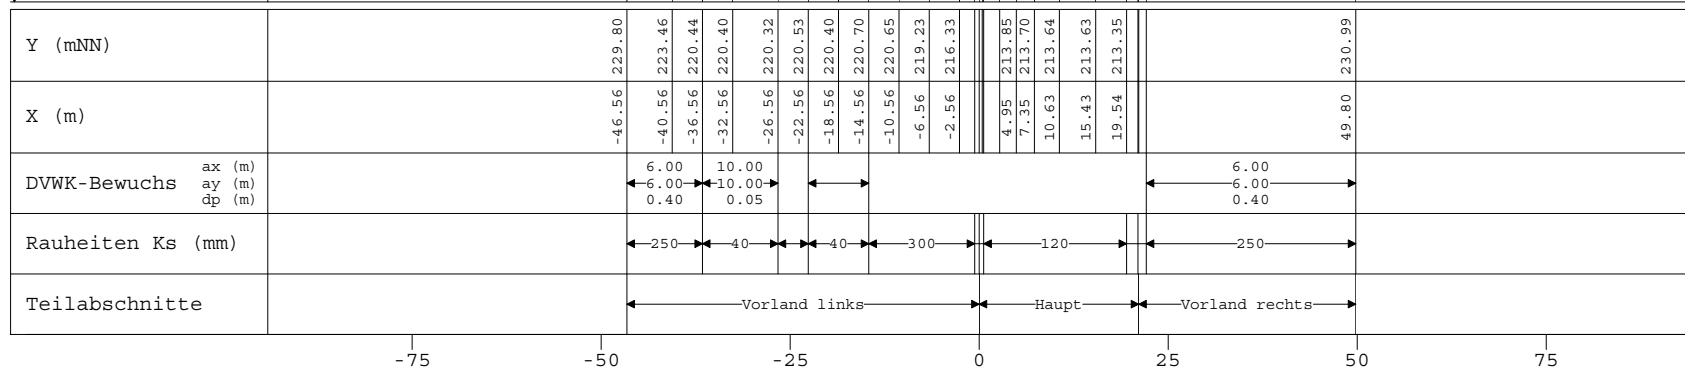 Y (mNN)
229.80 223.46 220.44 220.40 220.32 220.53 220.40 220.70 220.65 219.23 216.33 213.85 213.70 213.64 213.63 213.35 230.99
X (m)
-46.56 -40.56 -36.56 -32.56 -26.56 -22.56 -18.56 -14.56 -10.56 -6.56 -2.56 4.95 7.35 10.63 15.43 19.54 49.80
DVWK-Bewuchs
ax (m) 6.00 10.00 6.00
ay (m) 6.00 10.00 6.00
dp (m) 0.40 0.05 0.40
Rauheiten Ks (mm) 250 40 40 300 120 250
Teilabschnitte Vorland links Haupt Vorland rechts
-75 -50 -25 0 25 50 75